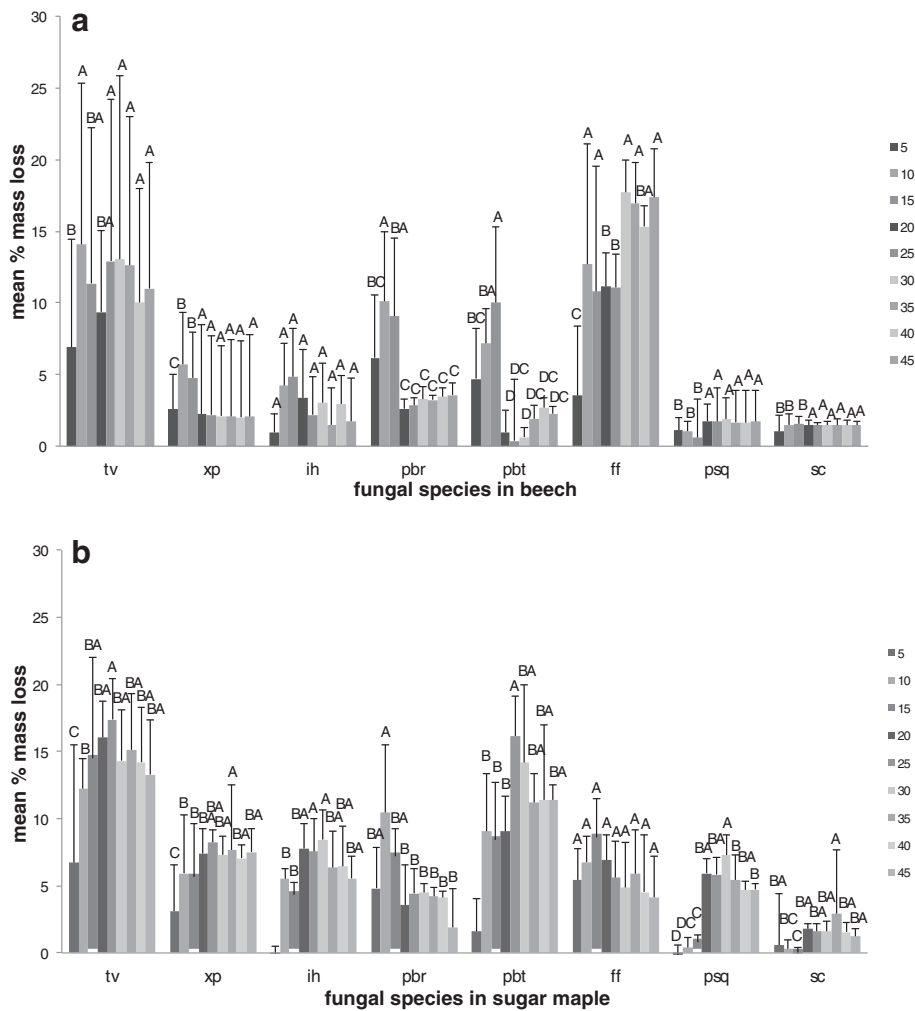 a
30
25
20
15
10
5
0
mean % mass loss
B A BA BA A A A A A
C B B A A A A A A
A A A A A A A A A
BC A BA C C C C C C
BC BA A D DC DC DC DC DC
C A A B B A A BA A
B B B A A A A A A
B B B A A A A A A
tv xp ih pbr pbt ff psq sc
fungal species in beech
5
10
15
20
25
30
35
40
45
b
30
25
20
15
10
5
0
mean % mass loss
C B BA BA A BA BA BA BA
C B B BA BA BA A BA BA
B B BA A A BA BA BA
BA A BA B B B B B B
B B B A BA BA BA BA
A A A A A A A A A
D DC C BA BA A B B B
BA BC C BA BA BA A BA BA
tv xp ih pbr pbt ff psq sc
fungal species in sugar maple
5
10
15
20
25
30
35
40
45